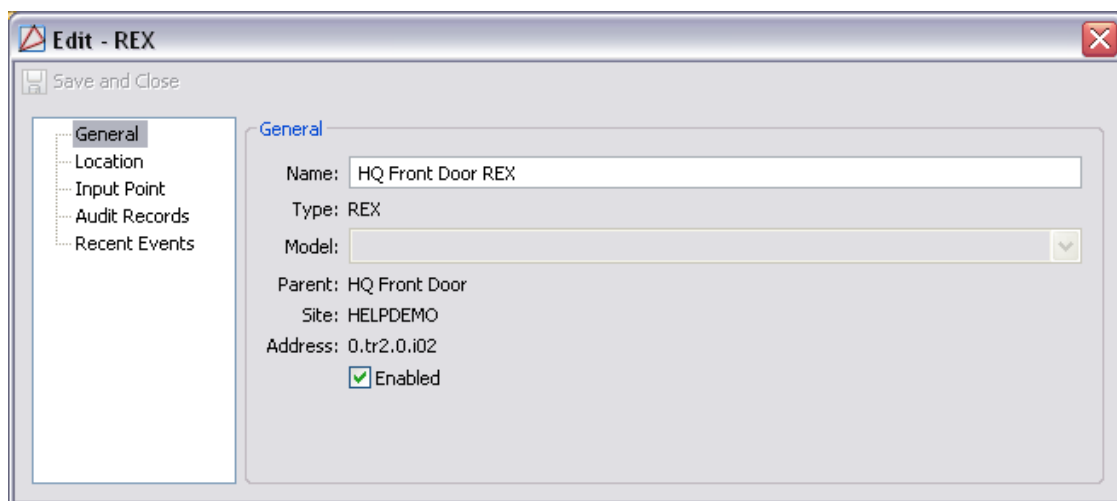 Edit - REX
Save and Close
General
Location
Input Point
Audit Records
Recent Events
General
Name: HQ Front Door REX
Type: REX
Model:
Parent: HQ Front Door
Site: HELPDEMO
Address: 0.tr2.0.i02
Enabled